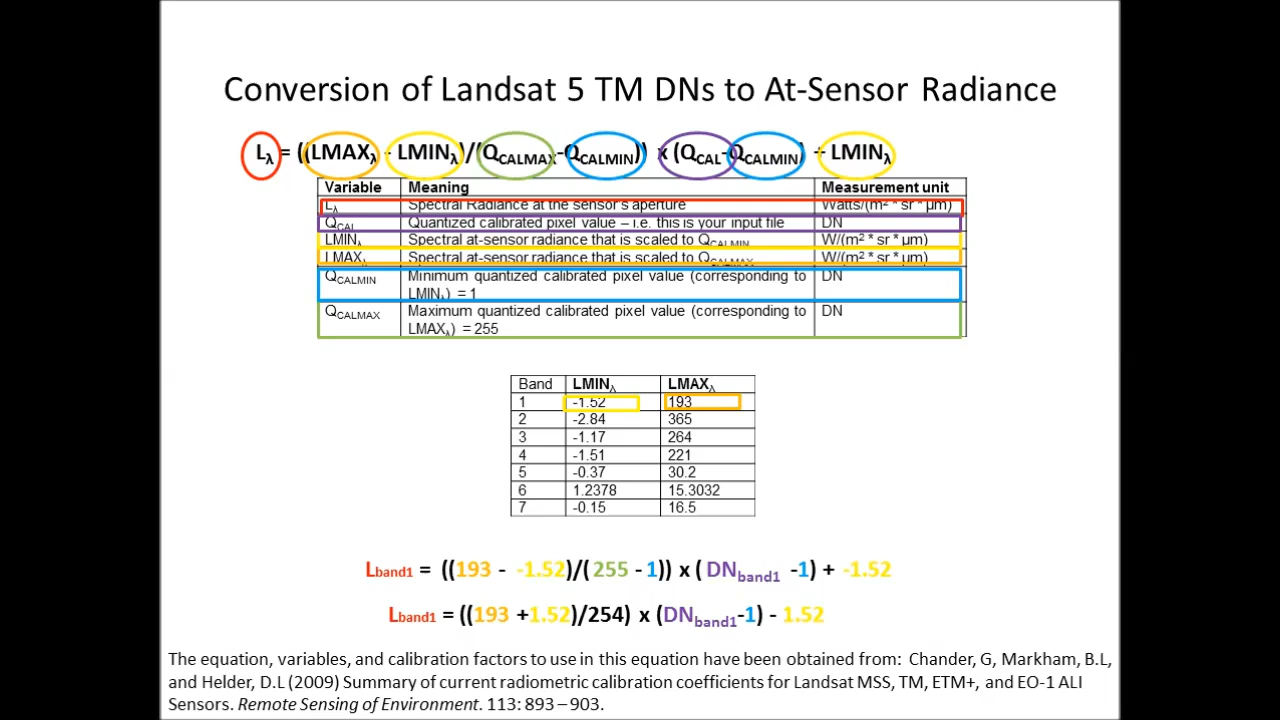 Conversion of Landsat 5 TM DNs to At-Sensor Radiance
Lλ = ((LMAXλ - LMINλ)/(QCALMAX-QCALMIN)) x (QCAL-QCALMIN) + LMINλ
Variable Meaning Measurement unit
Lλ Spectral Radiance at the sensor's aperture Watts/(m² * sr * µm)
QCAL Quantized calibrated pixel value – i.e. this is your input file DN
LMINλ Spectral at-sensor radiance that is scaled to QCALMIN W/(m² * sr * µm)
LMAXλ Spectral at-sensor radiance that is scaled to QCALMAX W/(m² * sr * µm)
QCALMIN Minimum quantized calibrated pixel value (corresponding to DN
LMINλ) = 1
QCALMAX Maximum quantized calibrated pixel value (corresponding to DN
LMAXλ) = 255
Band LMINλ LMAXλ
1 -1.52 193
2 -2.84 365
3 -1.17 264
4 -1.51 221
5 -0.37 30.2
6 1.2378 15.3032
7 -0.15 16.5
Lband1 = ((193 - -1.52)/( 255 - 1)) x ( DNband1 -1) + -1.52
Lband1 = ((193 +1.52)/254) x (DNband1-1) - 1.52
The equation, variables, and calibration factors to use in this equation have been obtained from: Chander, G, Markham, B.L,
and Helder, D.L (2009) Summary of current radiometric calibration coefficients for Landsat MSS, TM, ETM+, and EO-1 ALI
Sensors. Remote Sensing of Environment. 113: 893 – 903.